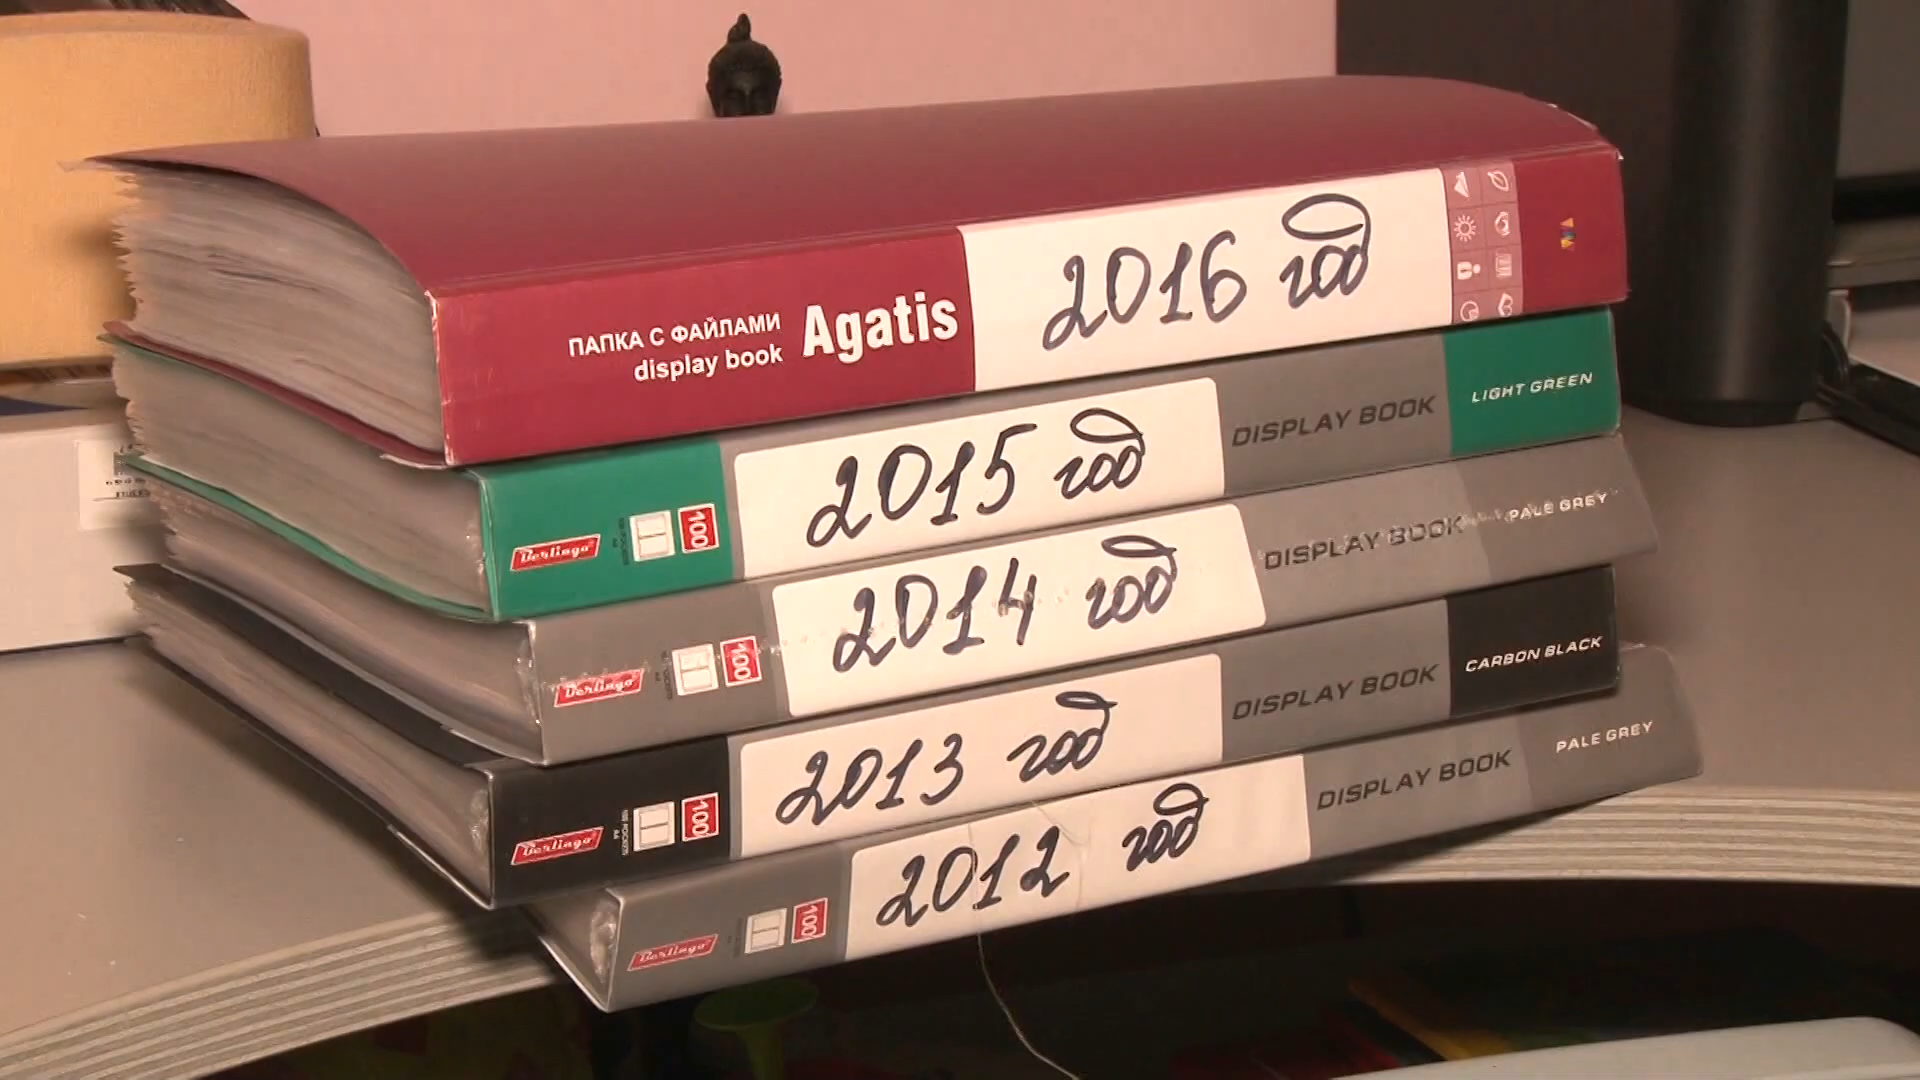 ПАПКА С ФАЙЛАМИ
display book
Agatis
2016 год
Berlingo
100
2015 год
DISPLAY BOOK
LIGHT GREEN
Berlingo
100
2014 год
DISPLAY BOOK
PALE GREY
Berlingo
100
2013 год
DISPLAY BOOK
CARBON BLACK
Berlingo
100
2012 год
DISPLAY BOOK
PALE GREY